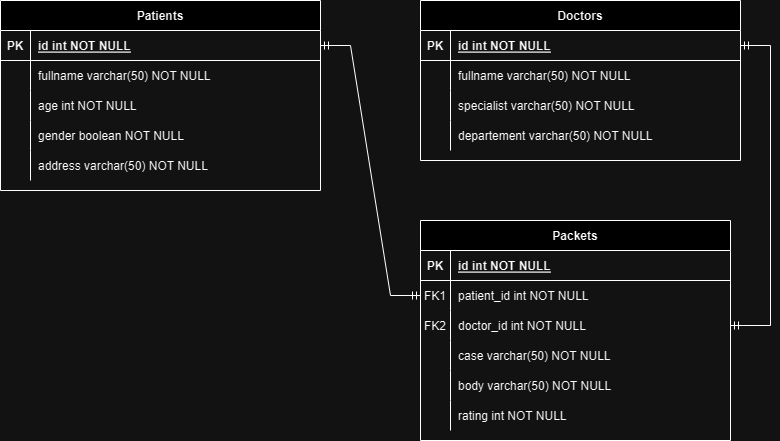 Patients
PK id int NOT NULL
fullname varchar(50) NOT NULL
age int NOT NULL
gender boolean NOT NULL
address varchar(50) NOT NULL
Doctors
PK id int NOT NULL
fullname varchar(50) NOT NULL
specialist varchar(50) NOT NULL
departement varchar(50) NOT NULL
Packets
PK id int NOT NULL
FK1 patient_id int NOT NULL
FK2 doctor_id int NOT NULL
case varchar(50) NOT NULL
body varchar(50) NOT NULL
rating int NOT NULL